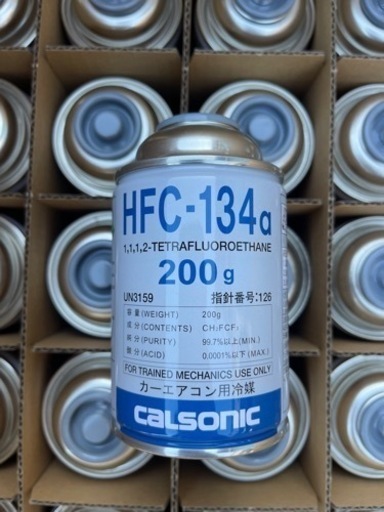 HFC-134a
1,1,1,2-TETRAFLUOROETHANE
200g
UN3159 指針番号:126
容量(WEIGHT) 200g
成分(CONTENTS) CH₂FCF₃
純分(PURITY) 99.7%以上(MIN.)
酸分(ACID) 0.0001%以下(MAX.)
FOR TRAINED MECHANICS USE ONLY
カーエアコン用冷媒
CALSONIC